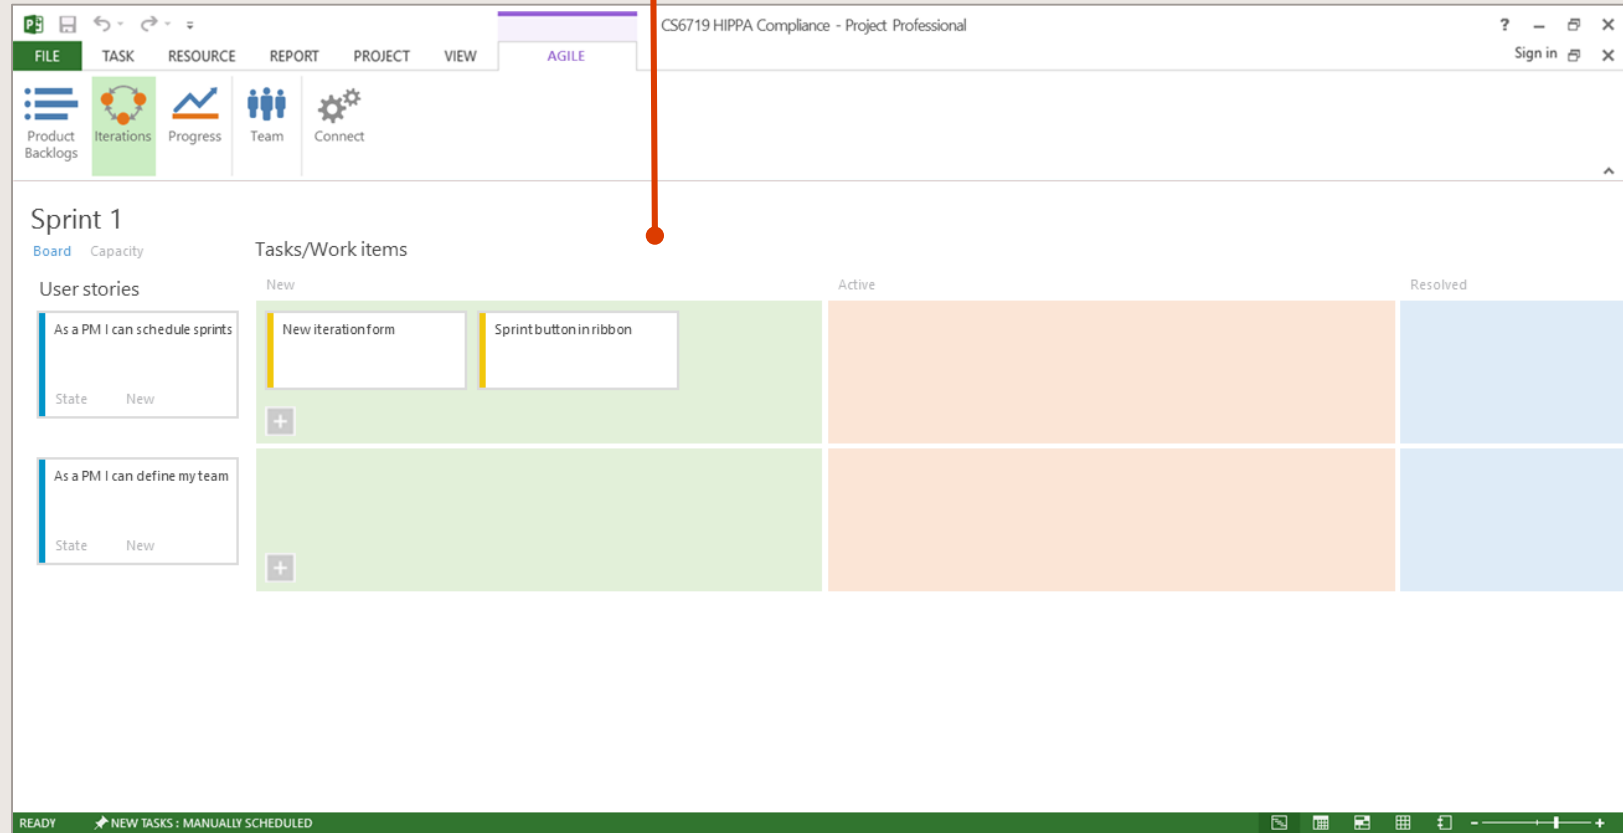 CS6719 HIPPA Compliance - Project Professional
FILE TASK RESOURCE REPORT PROJECT VIEW AGILE Sign in
Product Backlogs
Iterations
Progress
Team
Connect
Sprint 1
Board Capacity
Tasks/Work items
User stories
New Active Resolved
As a PM I can schedule sprints
State New
New iteration form
Sprint button in ribbon
As a PM I can define my team
State New
READY NEW TASKS : MANUALLY SCHEDULED